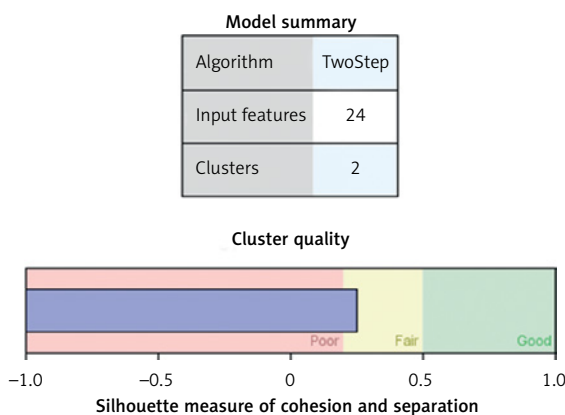 Model summary
Algorithm TwoStep
Input features 24
Clusters 2
Cluster quality
Poor Fair Good
−1.0 −0.5 0 0.5 1.0
Silhouette measure of cohesion and separation